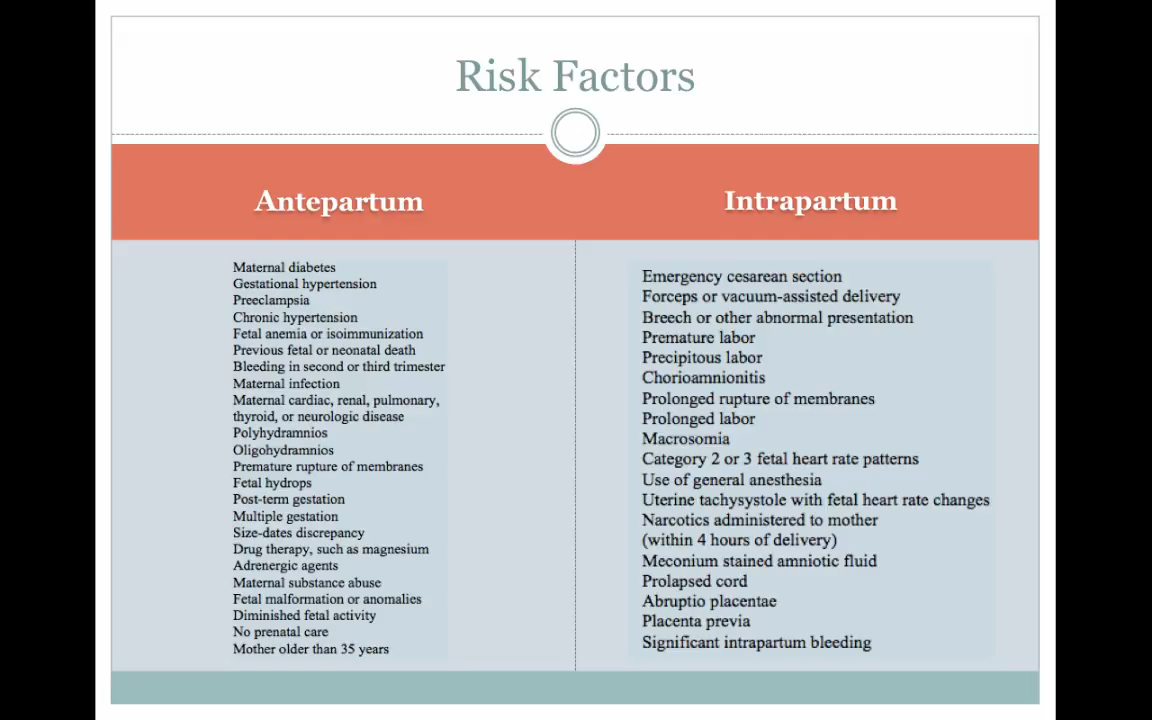 Risk Factors
Antepartum
Maternal diabetes
Gestational hypertension
Preeclampsia
Chronic hypertension
Fetal anemia or isoimmunization
Previous fetal or neonatal death
Bleeding in second or third trimester
Maternal infection
Maternal cardiac, renal, pulmonary,
thyroid, or neurologic disease
Polyhydramnios
Oligohydramnios
Premature rupture of membranes
Fetal hydrops
Post-term gestation
Multiple gestation
Size-dates discrepancy
Drug therapy, such as magnesium
Adrenergic agents
Maternal substance abuse
Fetal malformation or anomalies
Diminished fetal activity
No prenatal care
Mother older than 35 years
Intrapartum
Emergency cesarean section
Forceps or vacuum-assisted delivery
Breech or other abnormal presentation
Premature labor
Precipitous labor
Chorioamnionitis
Prolonged rupture of membranes
Prolonged labor
Macrosomia
Category 2 or 3 fetal heart rate patterns
Use of general anesthesia
Uterine tachysystole with fetal heart rate changes
Narcotics administered to mother
(within 4 hours of delivery)
Meconium stained amniotic fluid
Prolapsed cord
Abruptio placentae
Placenta previa
Significant intrapartum bleeding